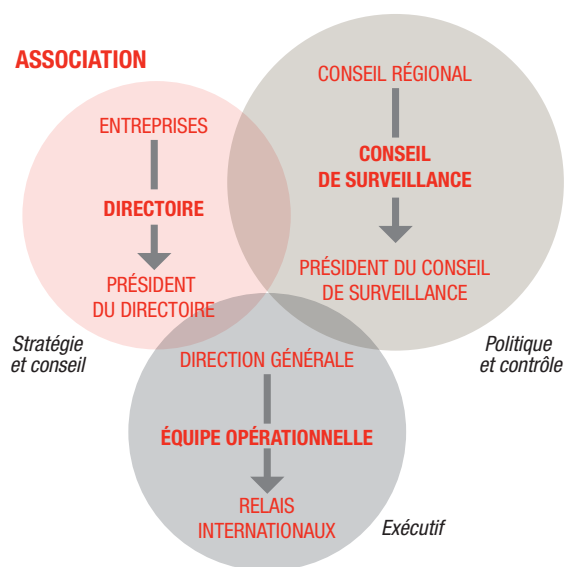 ASSOCIATION
ENTREPRISES
DIRECTOIRE
PRÉSIDENT
DU DIRECTOIRE
Stratégie
et conseil
CONSEIL RÉGIONAL
CONSEIL
DE SURVEILLANCE
PRÉSIDENT DU CONSEIL
DE SURVEILLANCE
Politique
et contrôle
DIRECTION GÉNÉRALE
ÉQUIPE OPÉRATIONNELLE
RELAIS
INTERNATIONAUX
Exécutif